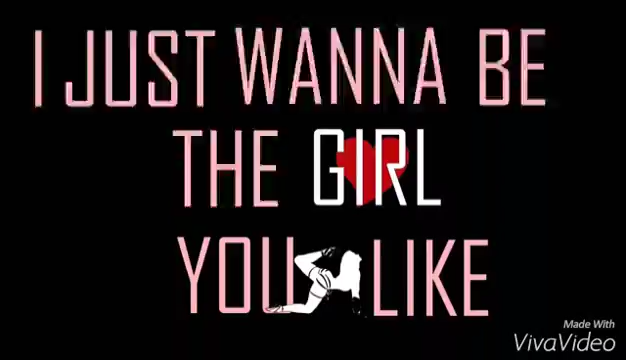 I JUST WANNA BE
THE GIRL
YOU LIKE
Made With
VivaVideo